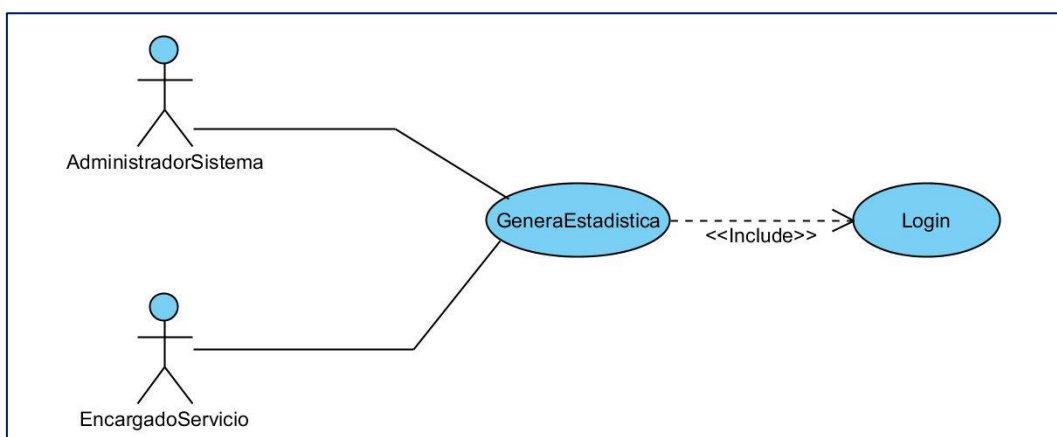 AdministradorSistema
GeneraEstadistica
<<Include>>
Login
EncargadoServicio